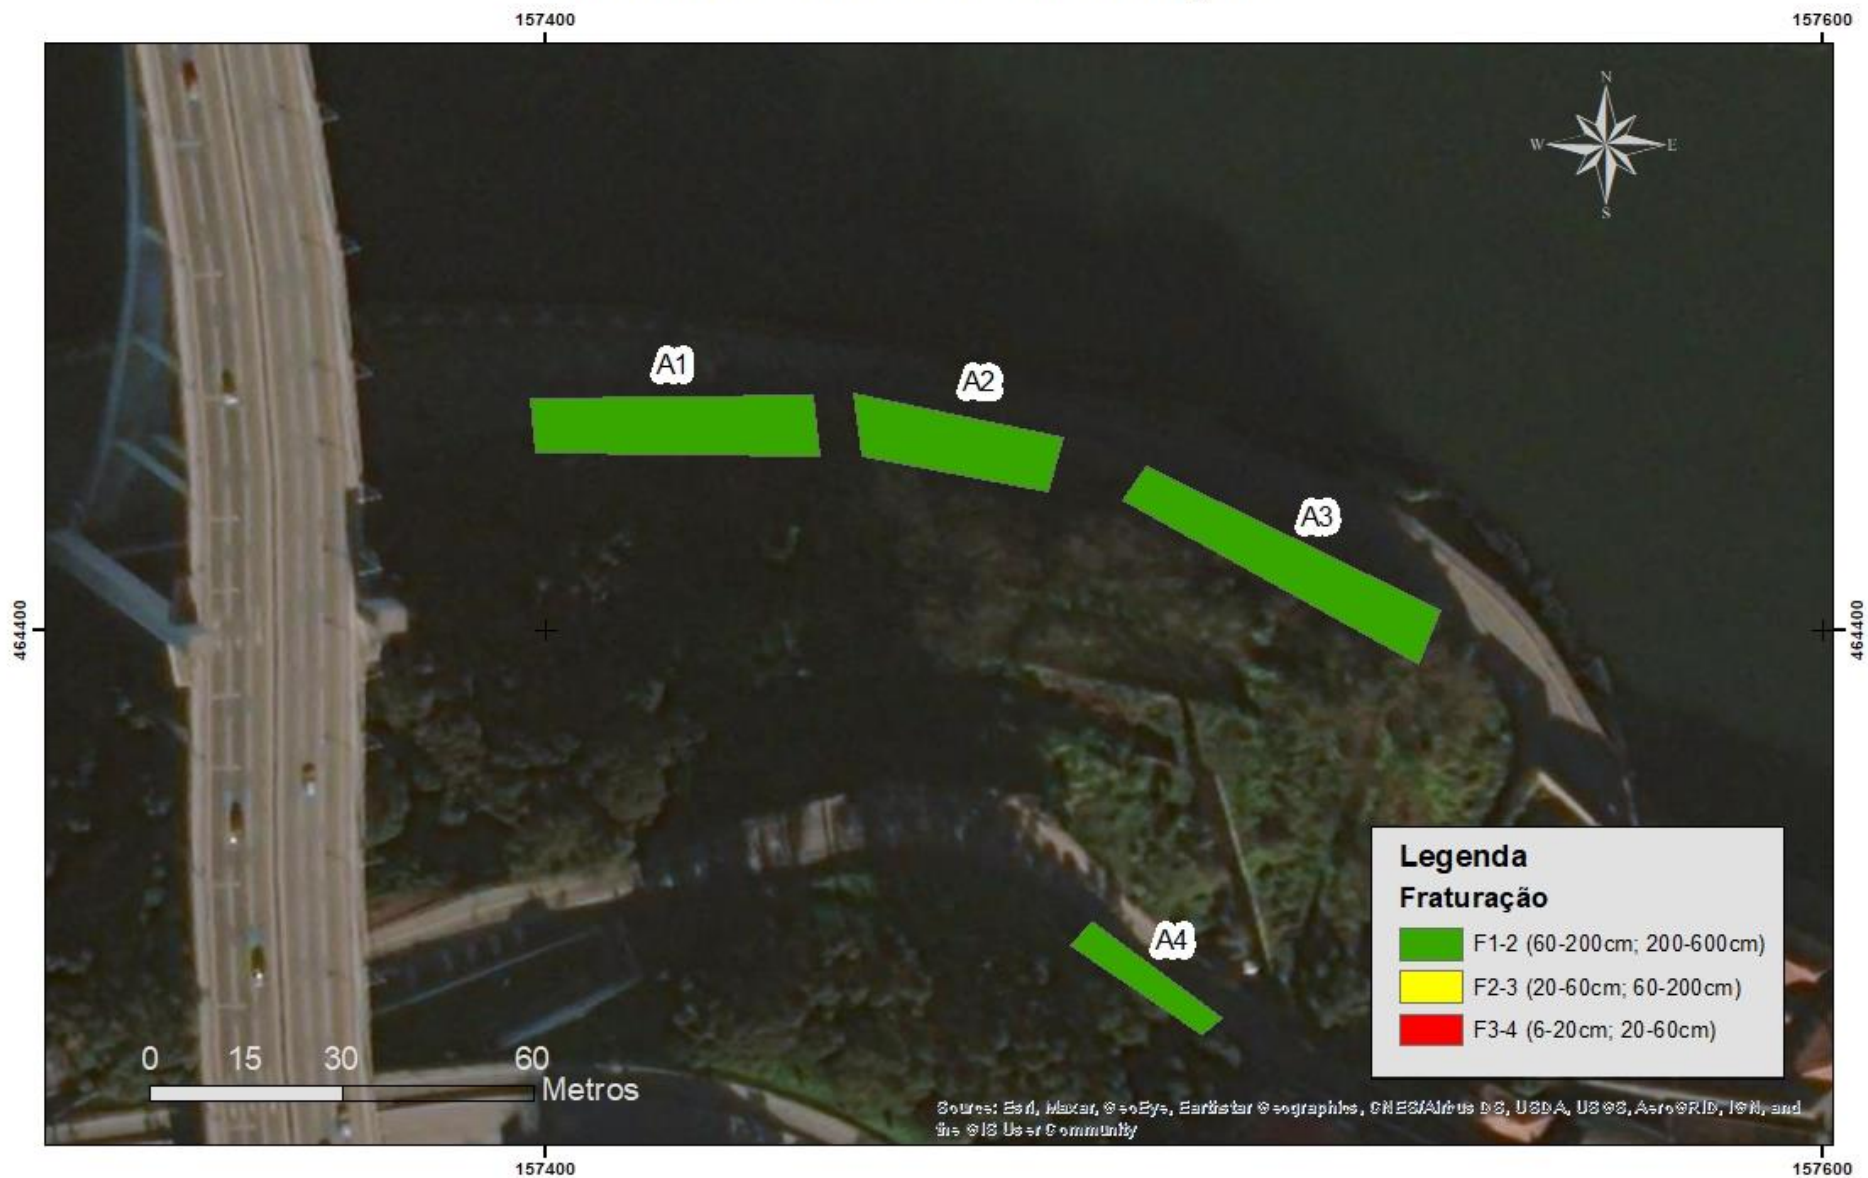 157400
157600
N
W
E
S
A1
A2
A3
464400
464400
A4
Legenda
Fraturação
F1-2 (60-200cm; 200-600cm)
F2-3 (20-60cm; 60-200cm)
F3-4 (6-20cm; 20-60cm)
0 15 30 60
Metros
Source: Esri, Maxar, GeoEye, Earthstar Geographics, CNES/Airbus DS, USDA, USGS, AeroGRID, IGN, and
the GIS User Community
157400
157600